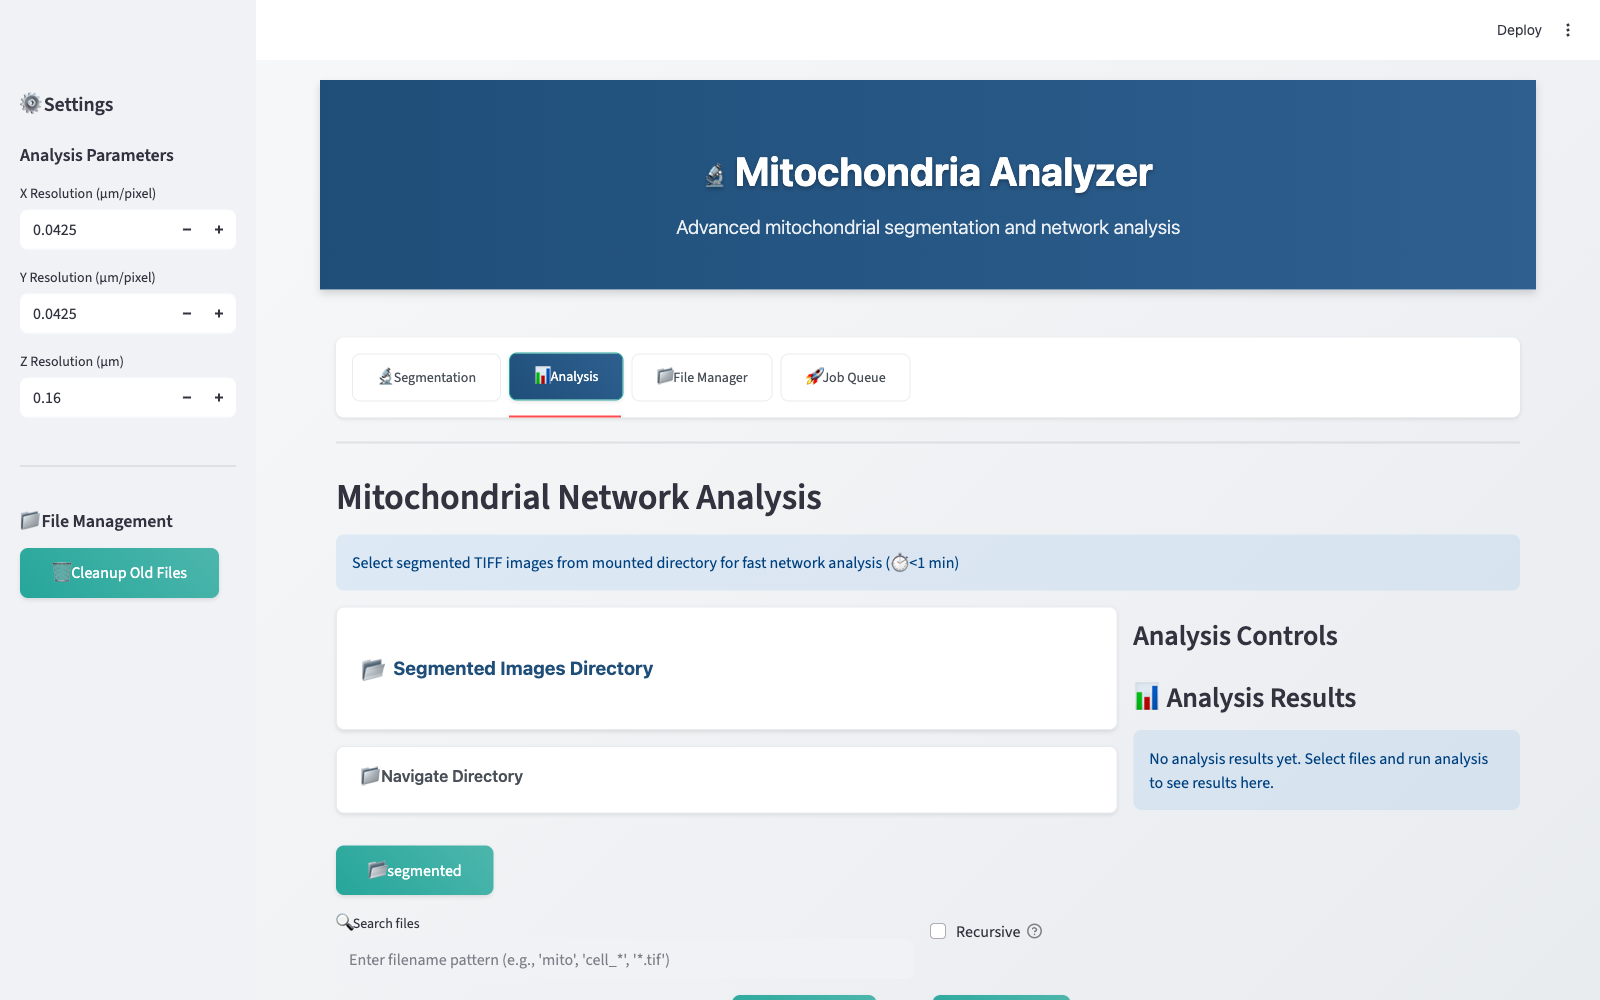 Deploy
Settings
Analysis Parameters
X Resolution (µm/pixel)
0.0425
Y Resolution (µm/pixel)
0.0425
Z Resolution (µm)
0.16
File Management
Cleanup Old Files
Mitochondria Analyzer
Advanced mitochondrial segmentation and network analysis
Segmentation
Analysis
File Manager
Job Queue
Mitochondrial Network Analysis
Select segmented TIFF images from mounted directory for fast network analysis (⏱<1 min)
Segmented Images Directory
Navigate Directory
segmented
Search files
Enter filename pattern (e.g., 'mito', 'cell_*', '*.tif')
Recursive
Analysis Controls
Analysis Results
No analysis results yet. Select files and run analysis
to see results here.